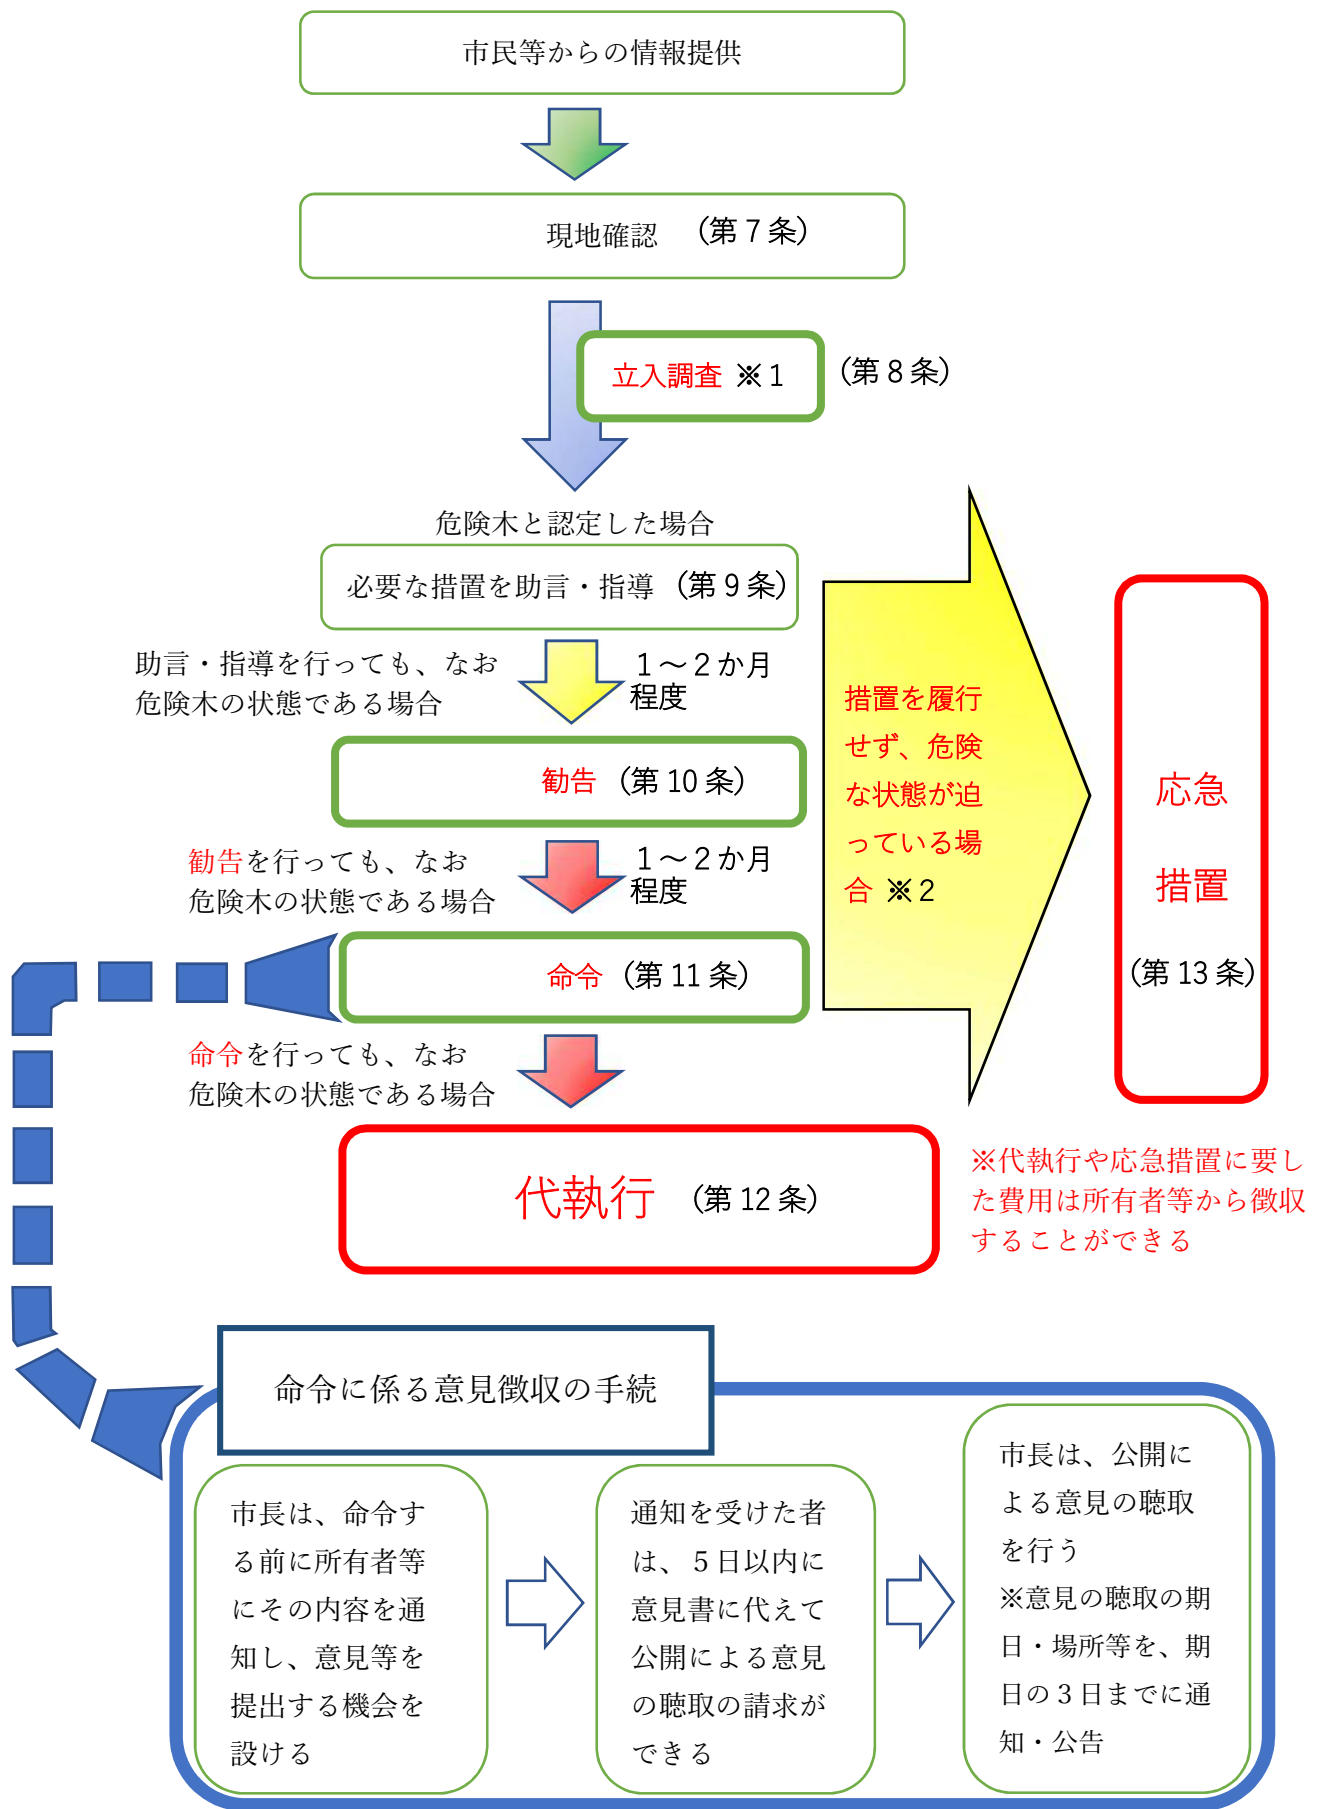 市民等からの情報提供
現地確認 (第7条)
立入調査 ※1 (第8条)
危険木と認定した場合
必要な措置を助言・指導 (第9条)
助言・指導を行っても、なお
危険木の状態である場合
1～2か月
程度
勧告 (第10条)
勧告を行っても、なお
危険木の状態である場合
1～2か月
程度
命令 (第11条)
命令を行っても、なお
危険木の状態である場合
代執行 (第12条)
措置を履行
せず、危険
な状態が迫
っている場
合 ※2
応急
措置
(第13条)
※代執行や応急措置に要し
た費用は所有者等から徴収
することができる
命令に係る意見徴収の手続
市長は、命令す
る前に所有者等
にその内容を通
知し、意見等を
提出する機会を
設ける
通知を受けた者
は、5日以内に
意見書に代えて
公開による意見
の聴取の請求が
できる
市長は、公開に
よる意見の聴取
を行う
※意見の聴取の期
日・場所等を、期
日の3日までに通
知・公告